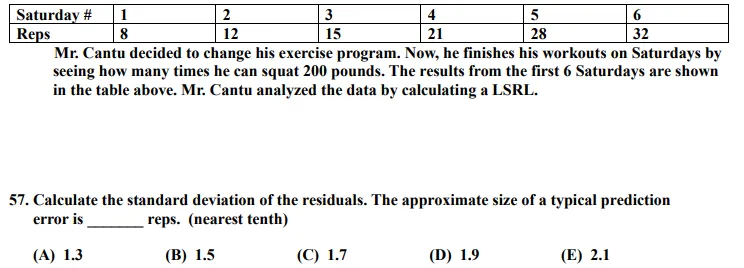 Saturday # 1 2 3 4 5 6
Reps 8 12 15 21 28 32
Mr. Cantu decided to change his exercise program. Now, he finishes his workouts on Saturdays by
seeing how many times he can squat 200 pounds. The results from the first 6 Saturdays are shown
in the table above. Mr. Cantu analyzed the data by calculating a LSRL.
57. Calculate the standard deviation of the residuals. The approximate size of a typical prediction
error is _______ reps. (nearest tenth)
(A) 1.3 (B) 1.5 (C) 1.7 (D) 1.9 (E) 2.1